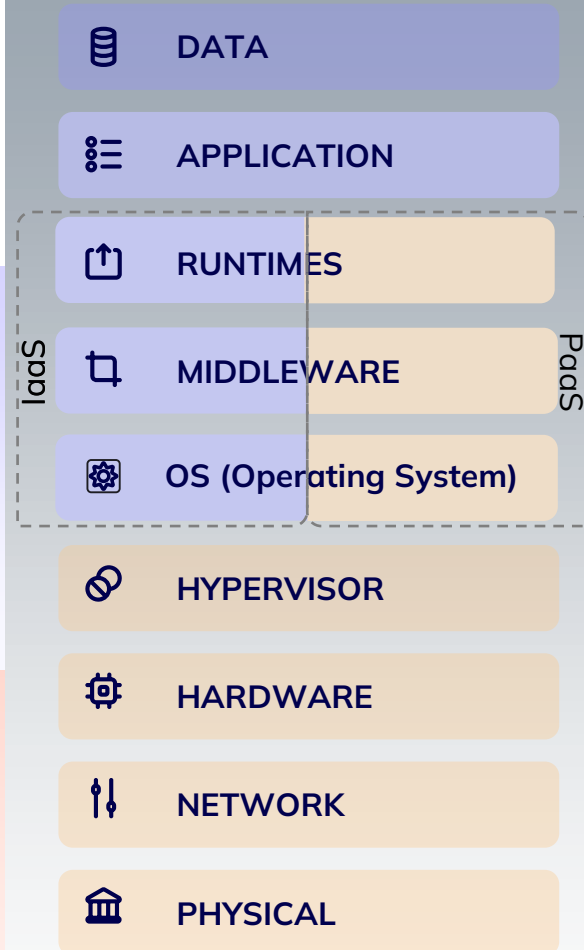 DATA
APPLICATION
RUNTIMES
IaaS
MIDDLEWARE
PaaS
OS (Operating System)
HYPERVISOR
HARDWARE
NETWORK
PHYSICAL